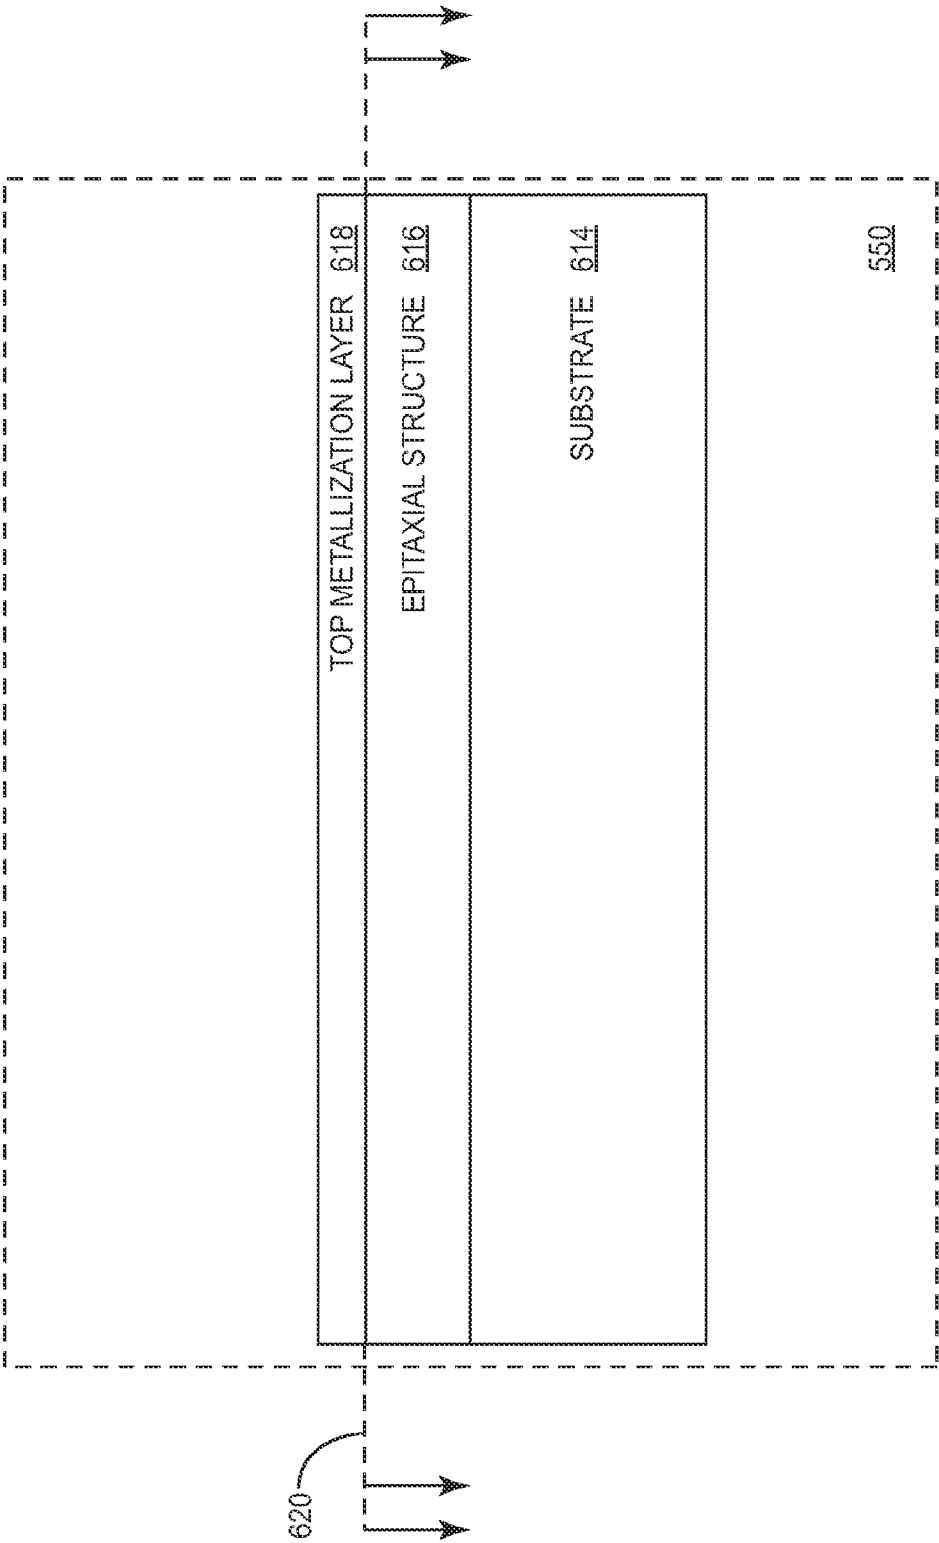 TOP METALLIZATION LAYER 618
EPITAXIAL STRUCTURE 616
SUBSTRATE 614
550
620